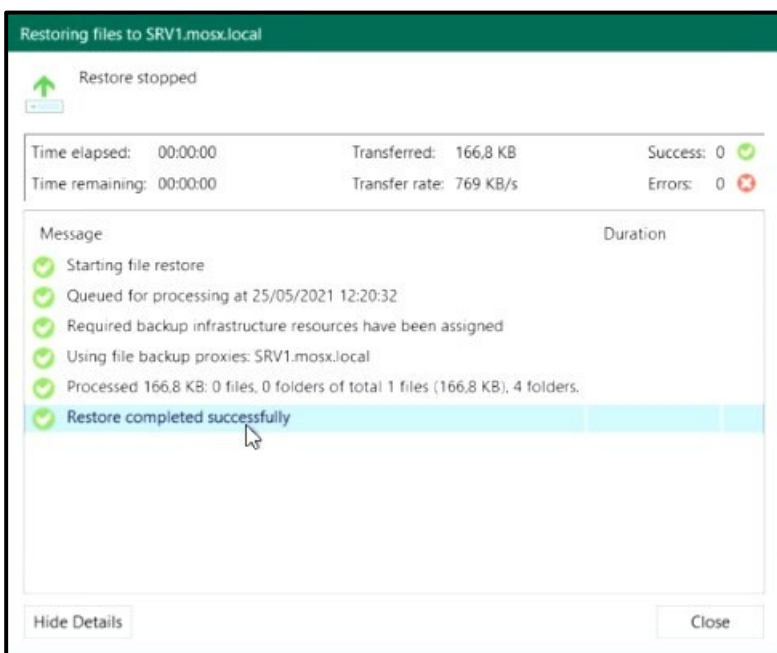 Restoring files to SRV1.mosx.local
Restore stopped
Time elapsed: 00:00:00 Transferred: 166,8 KB Success: 0
Time remaining: 00:00:00 Transfer rate: 769 KB/s Errors: 0
Message Duration
Starting file restore
Queued for processing at 25/05/2021 12:20:32
Required backup infrastructure resources have been assigned
Using file backup proxies: SRV1.mosx.local
Processed 166,8 KB: 0 files, 0 folders of total 1 files (166,8 KB), 4 folders.
Restore completed successfully
Hide Details Close